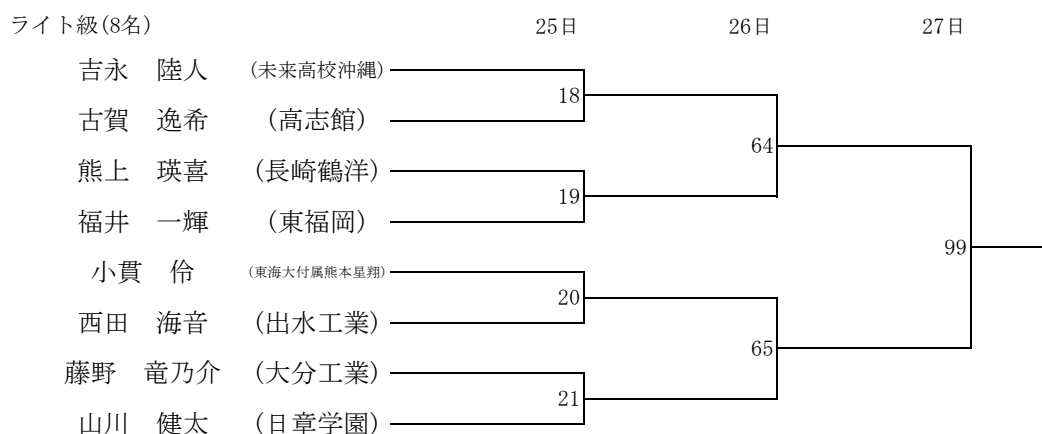 ライト級(8名) 25日 26日 27日
吉永 陸人 (未来高校沖縄)
18
古賀 逸希 (高志館)
64
熊上 瑛喜 (長崎鶴洋)
19
福井 一輝 (東福岡)
99
小貫 伶 (東海大付属熊本星翔)
20
西田 海音 (出水工業)
65
藤野 竜乃介 (大分工業)
21
山川 健太 (日章学園)